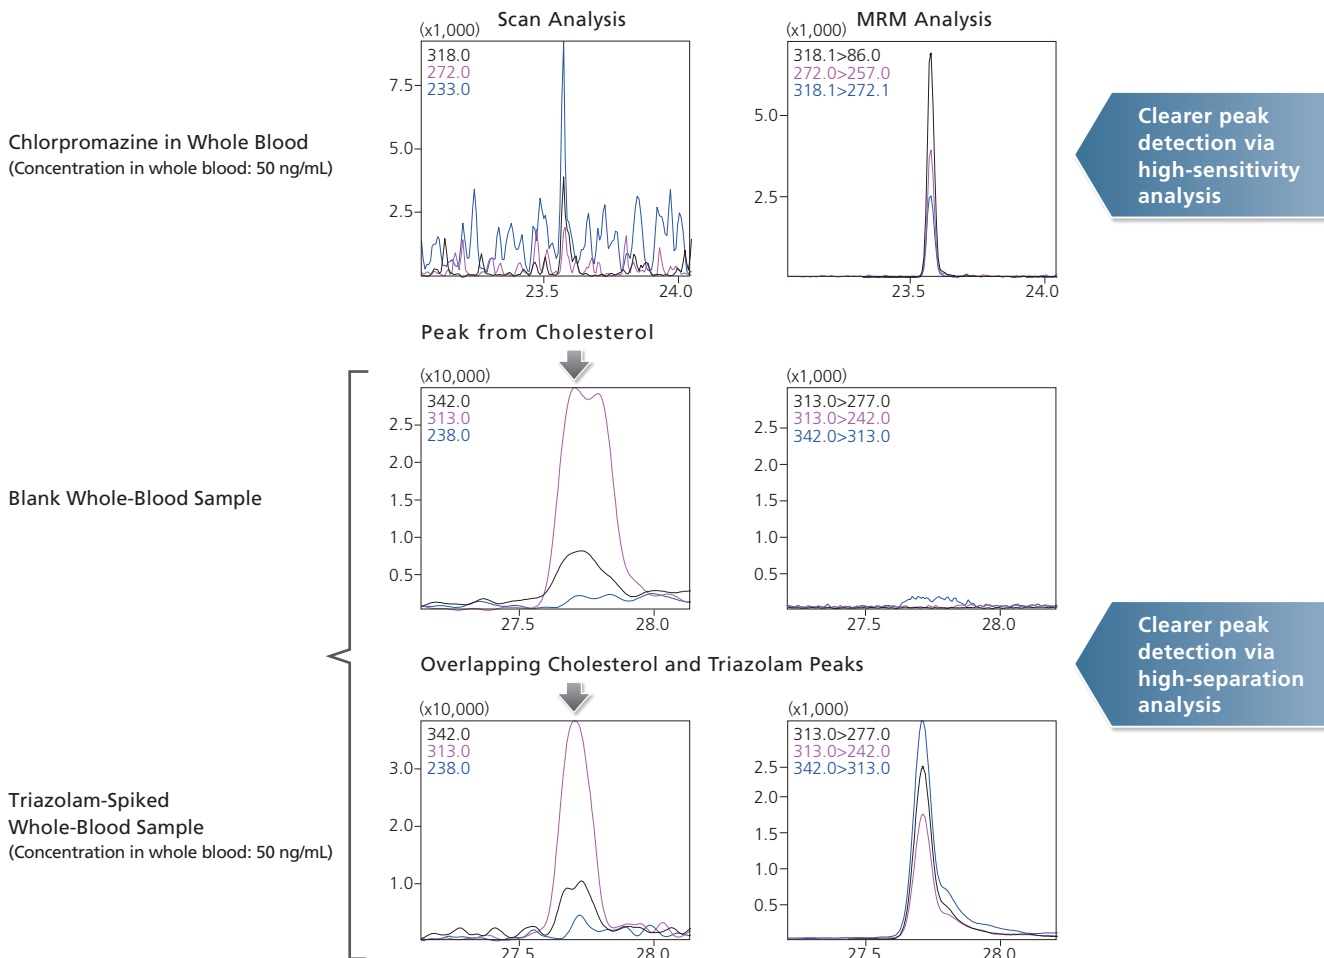 Scan Analysis
MRM Analysis
(x1,000)
318.0
272.0
233.0
7.5
5.0
2.5
23.5
24.0
(x1,000)
318.1>86.0
272.0>257.0
318.1>272.1
5.0
2.5
23.5
24.0
Chlorpromazine in Whole Blood
(Concentration in whole blood: 50 ng/mL)
Clearer peak
detection via
high-sensitivity
analysis
Peak from Cholesterol
(x10,000)
342.0
313.0
238.0
2.5
2.0
1.5
1.0
0.5
27.5
28.0
(x1,000)
313.0>277.0
313.0>242.0
342.0>313.0
2.5
2.0
1.5
1.0
0.5
27.5
28.0
Blank Whole-Blood Sample
Clearer peak
detection via
high-separation
analysis
Overlapping Cholesterol and Triazolam Peaks
(x10,000)
342.0
313.0
238.0
3.0
2.0
1.0
27.5
28.0
(x1,000)
313.0>277.0
313.0>242.0
342.0>313.0
2.5
2.0
1.5
1.0
0.5
27.5
28.0
Triazolam-Spiked
Whole-Blood Sample
(Concentration in whole blood: 50 ng/mL)